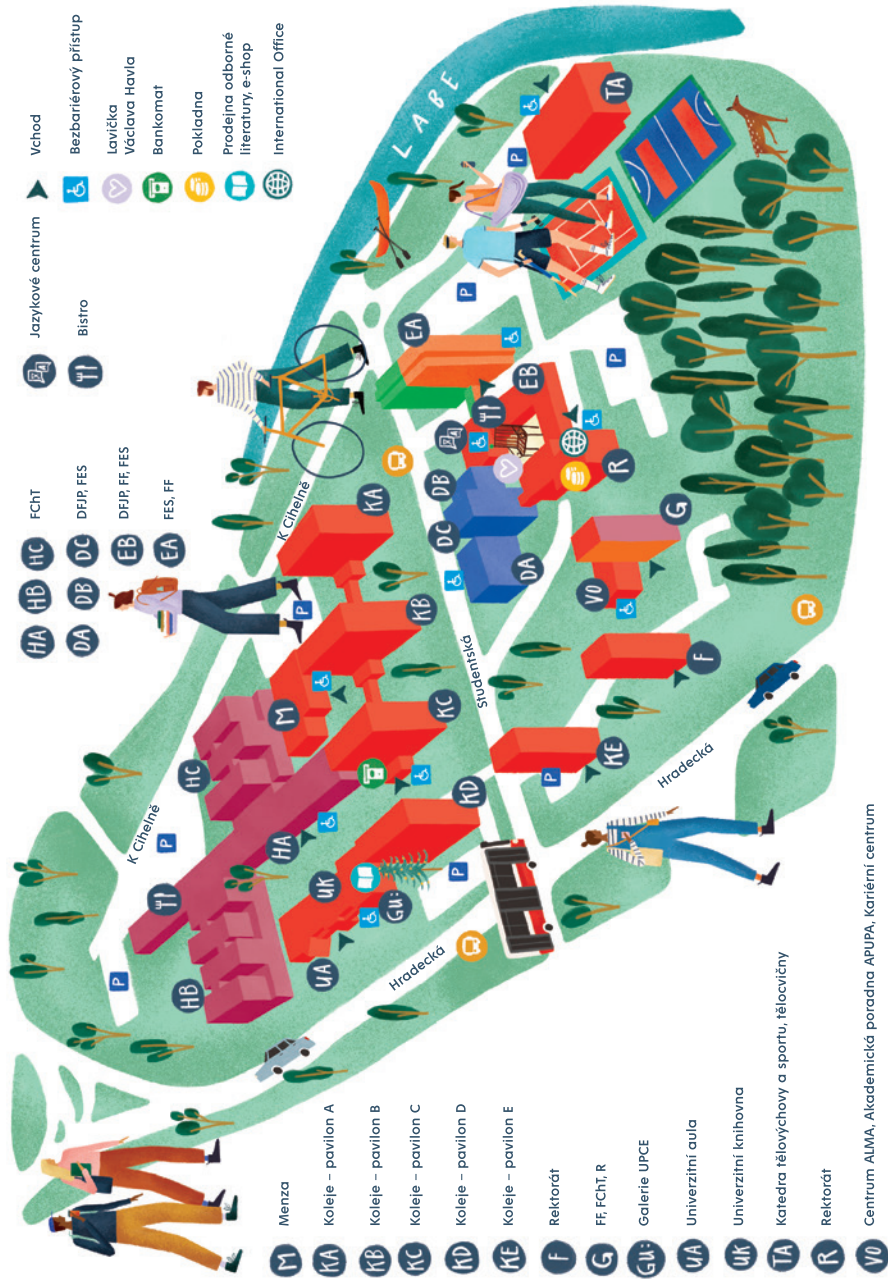 M Menza
KA Koleje – pavilon A
KB Koleje – pavilon B
KC Koleje – pavilon C
KD Koleje – pavilon D
KE Koleje – pavilon E
F Rektorát
G FF, FChT, R
GU: Galerie UPCE
UA Univerzitní aula
UK Univerzitní knihovna
TA Katedra tělovýchovy a sportu, tělocvičny
R Rektorát
VO Centrum ALMA, Akademická poradna APUPA, Kariérní centrum
HA HB HC FChT
DA DB DC DFJP, FES
EB DFJP, FF, FES
EA FES, FF
Jazykové centrum
Bistro
Vchod
Bezbariérový přístup
Lavička
Václava Havla
Bankomat
Pokladna
Prodejna odborné
literatury, e-shop
International Office
P
K Cihelně
P
HB
HC
HA
M
P
K Cihelně
UA
UK
GU:
KA
KB
KC
KD
P
Hradecká
Studentská
EA
LABE
P
P
TA
DC
DB
DA
EB
R
P
KE
P
VO
G
F
Hradecká